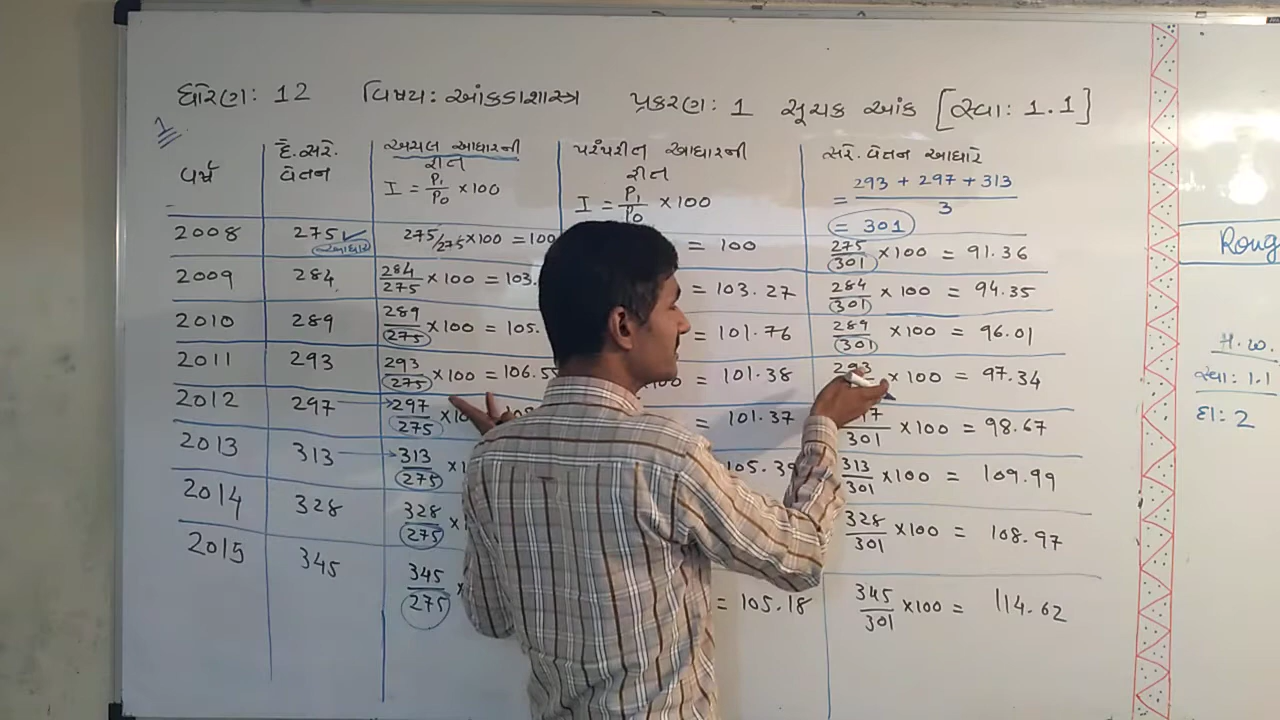 ધોરણ: 12 વિષય: આંકડાશાસ્ત્ર પ્રકરણ: 1 સૂચક આંક [સ્વા: 1.1]
1
વર્ષ દૈ. સરે. વેતન અચલ આધારની રીત પરંપરીત આધારની રીત સરે. વેતન આધારે
I = P₁/P₀ × 100 I = P₁/P₀ × 100 = 293 + 297 + 313 / 3
= 301
2008 275 ✓ 275/275 × 100 = 100 = 100 275/301 × 100 = 91.36
આધાર
2009 284 284/275 × 100 = 103. = 103.27 284/301 × 100 = 94.35
2010 289 289/275 × 100 = 105. = 101.76 289/301 × 100 = 96.01
2011 293 293/275 × 100 = 106.55 100 = 101.38 293 × 100 = 97.34
2012 297 297/275 × = 101.37 301 × 100 = 98.67
2013 313 313/275 × 105.39 313/301 × 100 = 109.99
2014 328 328/275 × 328/301 × 100 = 108.97
2015 345 345/275 × = 105.18 345/301 × 100 = 114.62
Roug
H.W.
સ્વા: 1.1
દા: 2